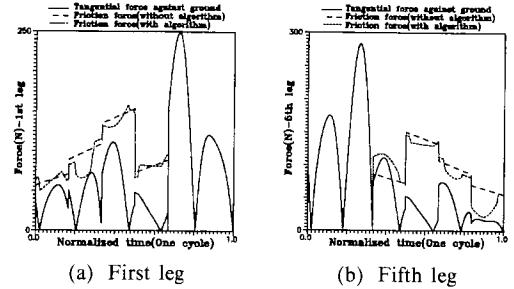 Tangential force against ground
Friction force(without algorithm)
Friction force(with algorithm)
250
Force(N)-1st leg
0
0.0
1.0
Normalized time(One cycle)
(a) First leg
Tangential force against ground
Friction force(without algorithm)
Friction force(with algorithm)
300
Force(N)-5th leg
0
0.0
1.0
Normalized time(One cycle)
(b) Fifth leg